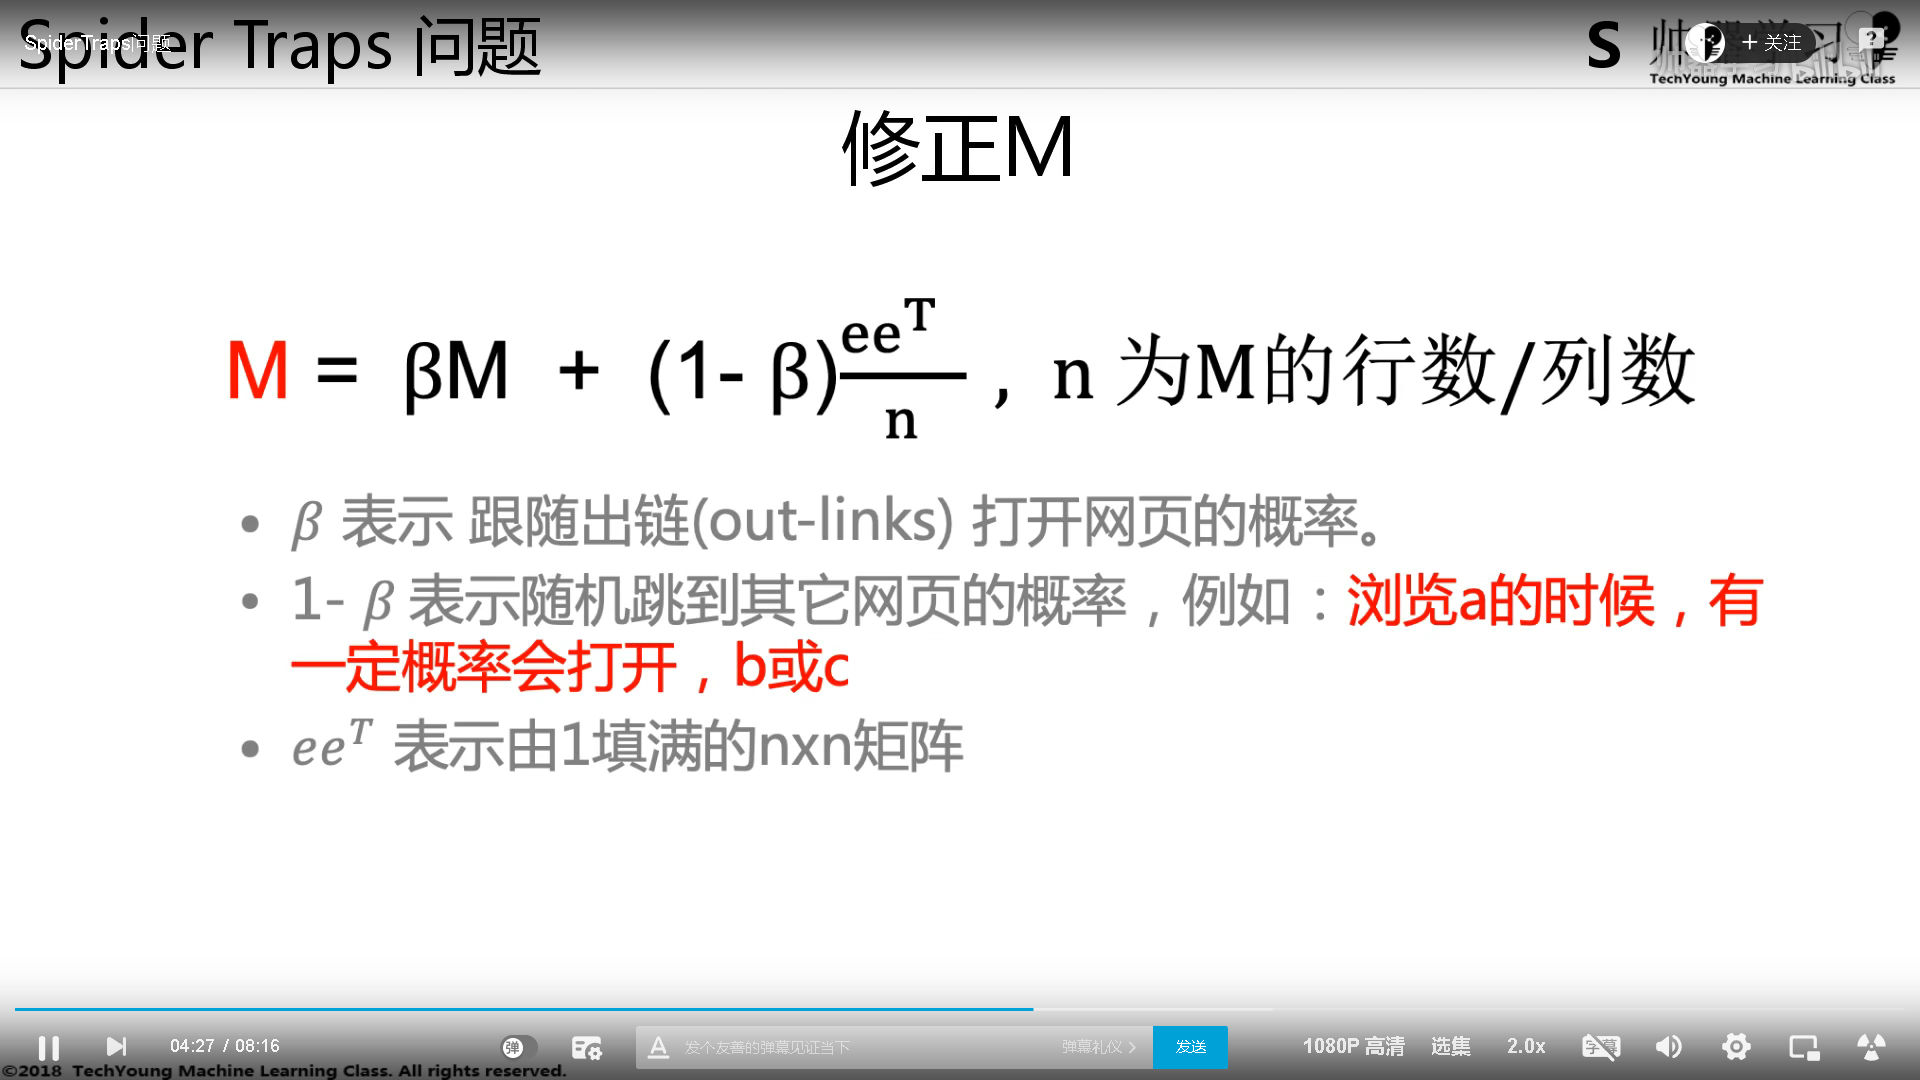 Spider Traps 问题
SpiderTraps问题
S
+ 关注
TechYoung Machine Learning Class
修正M
M = βM + (1- β)ee^T/n , n 为M的行数/列数
• β 表示 跟随出链(out-links) 打开网页的概率。
• 1- β 表示随机跳到其它网页的概率，例如：浏览a的时候，有
一定概率会打开，b或c
• ee^T 表示由1填满的nxn矩阵
04:27 / 08:16
弹
发个友善的弹幕见证当下
弹幕礼仪 >
发送
1080P 高清
选集
2.0x
字幕
©2018 TechYoung Machine Learning Class. All rights reserved.